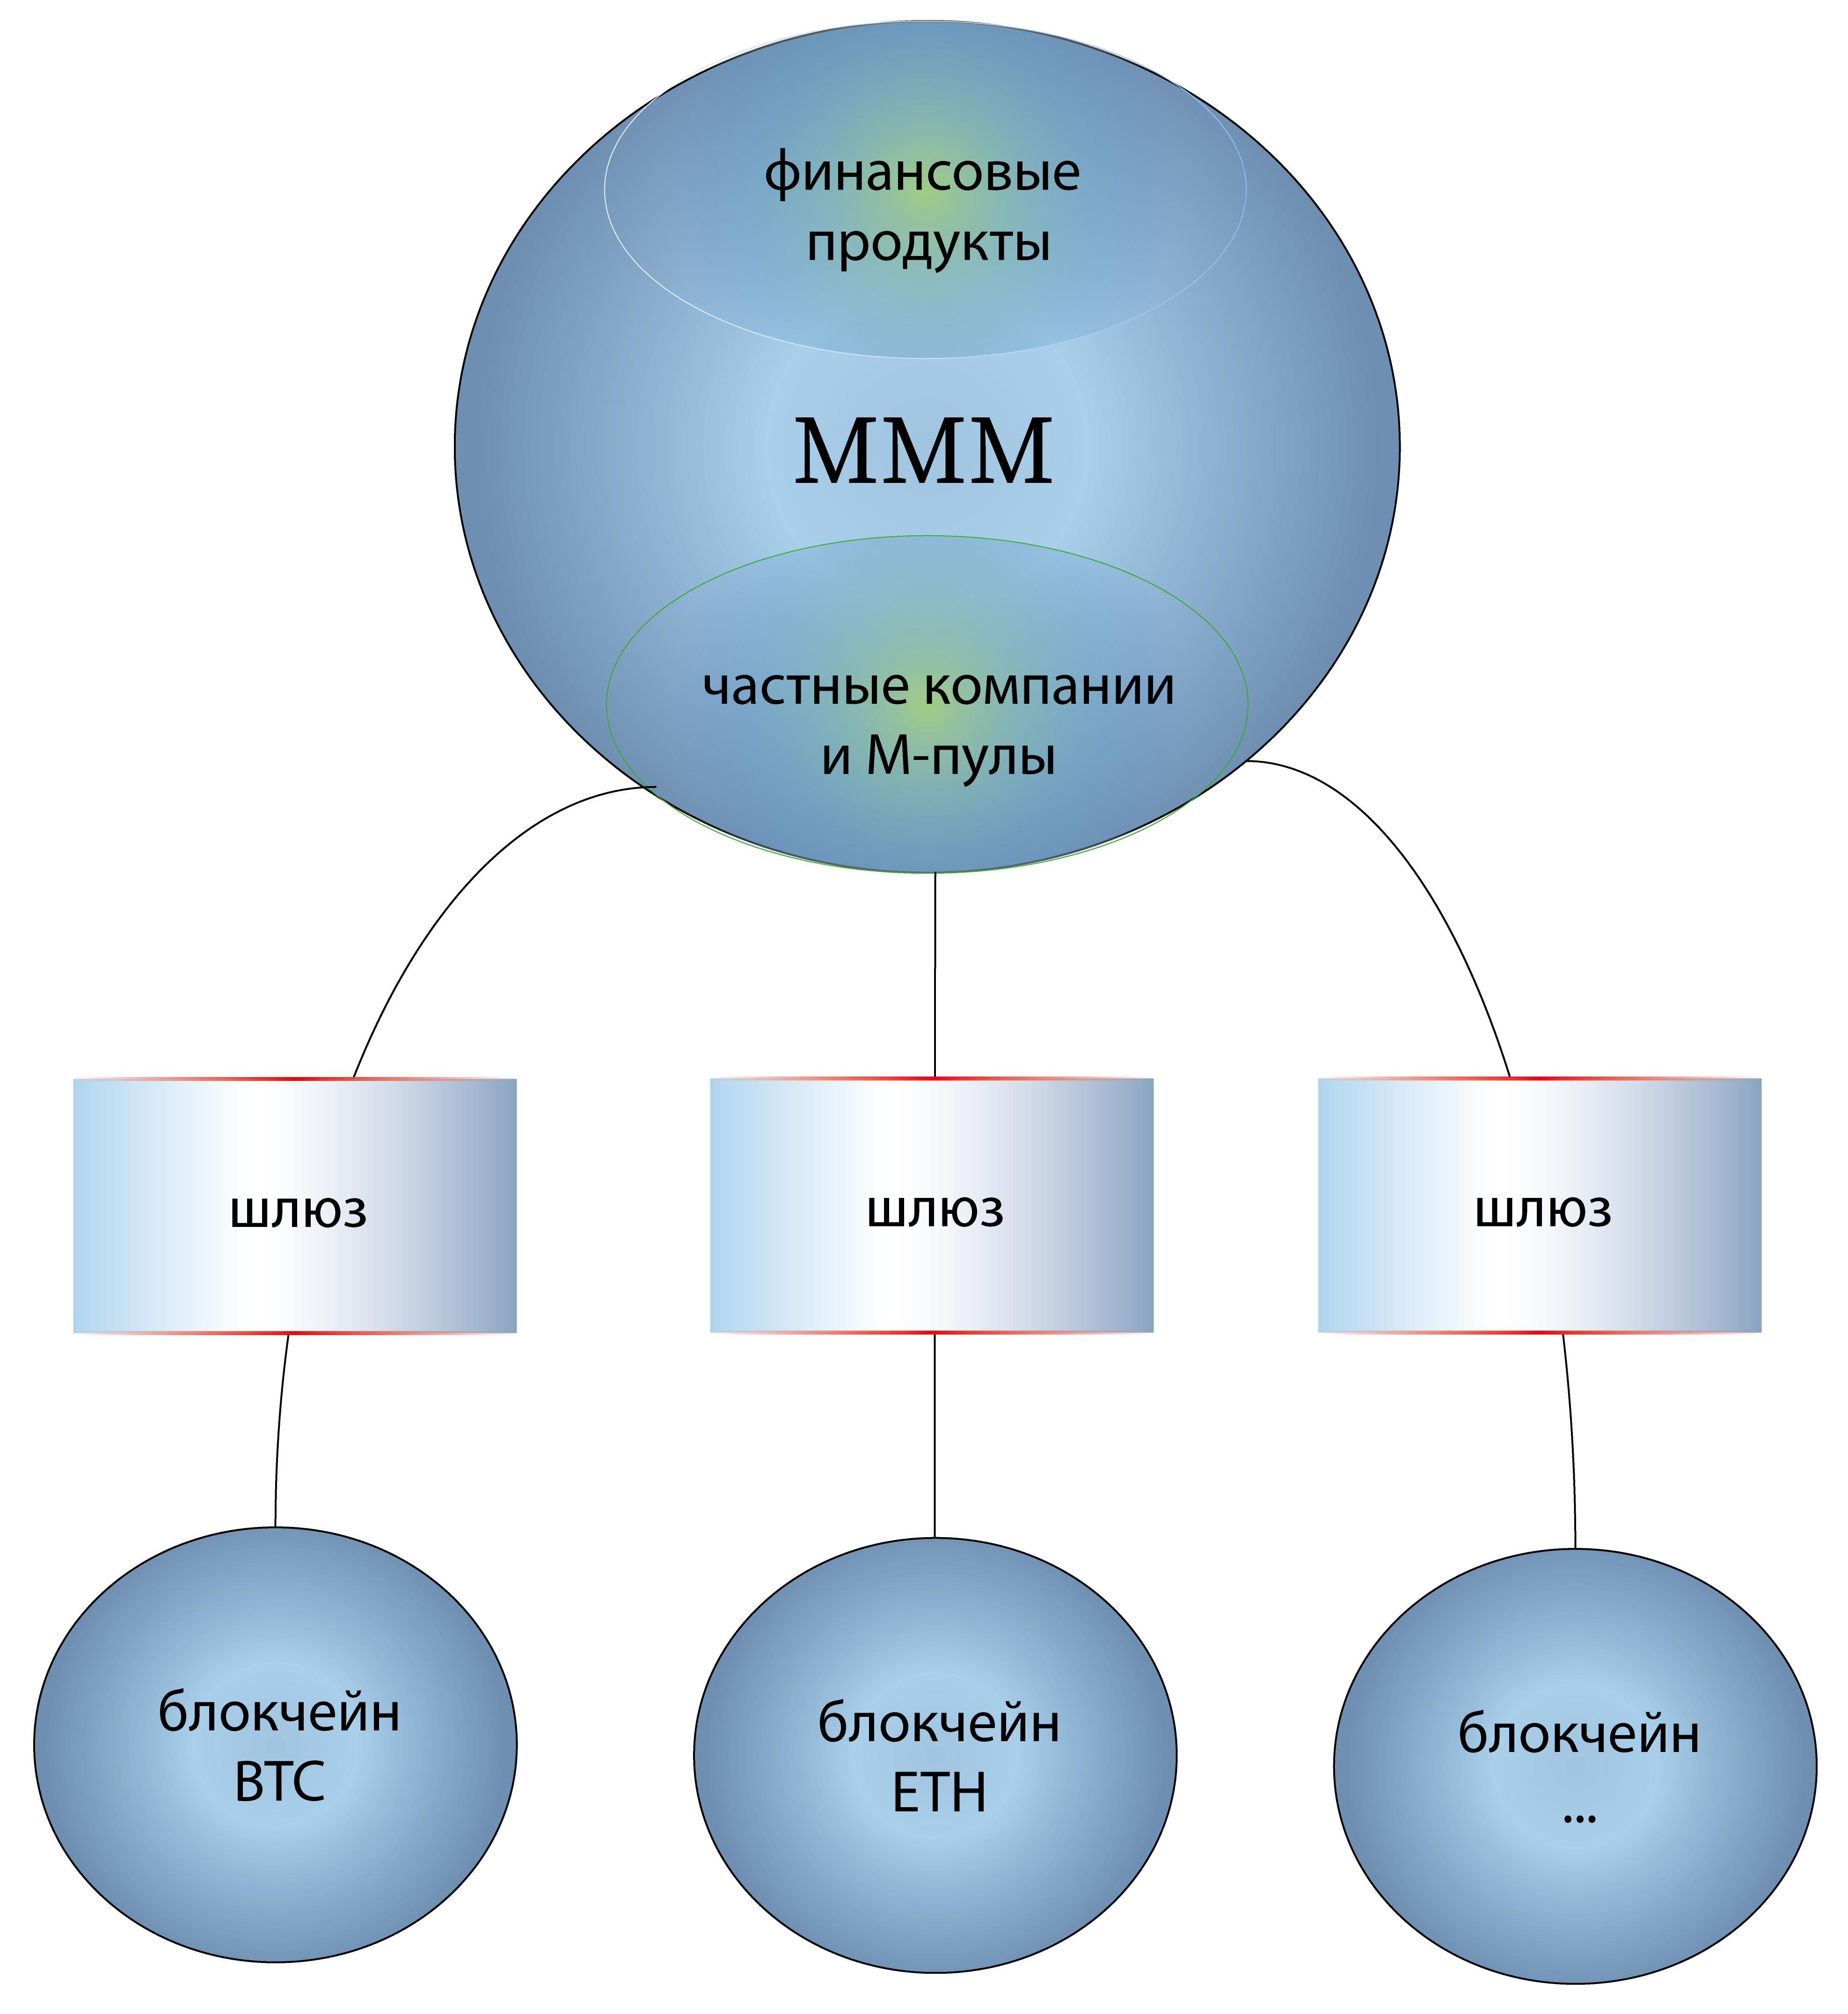 финансовые
продукты
МММ
частные компании
и М-пулы
шлюз
шлюз
шлюз
блокчейн
BTC
блокчейн
ETH
блокчейн
...